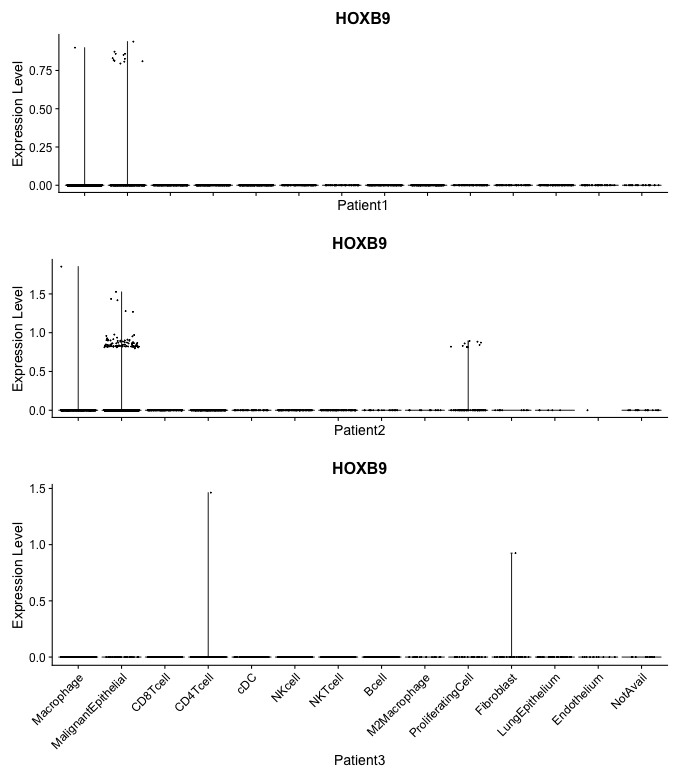 HOXB9
Expression Level
0.75
0.50
0.25
0.00
Patient1
HOXB9
Expression Level
1.5
1.0
0.5
0.0
Patient2
HOXB9
Expression Level
1.5
1.0
0.5
0.0
Macrophage
MalignantEpithelial
CD8Tcell
CD4Tcell
cDC
NKcell
NKTcell
Bcell
M2Macrophage
ProliferatingCell
Fibroblast
LungEpithelium
Endothelium
NotAvail
Patient3